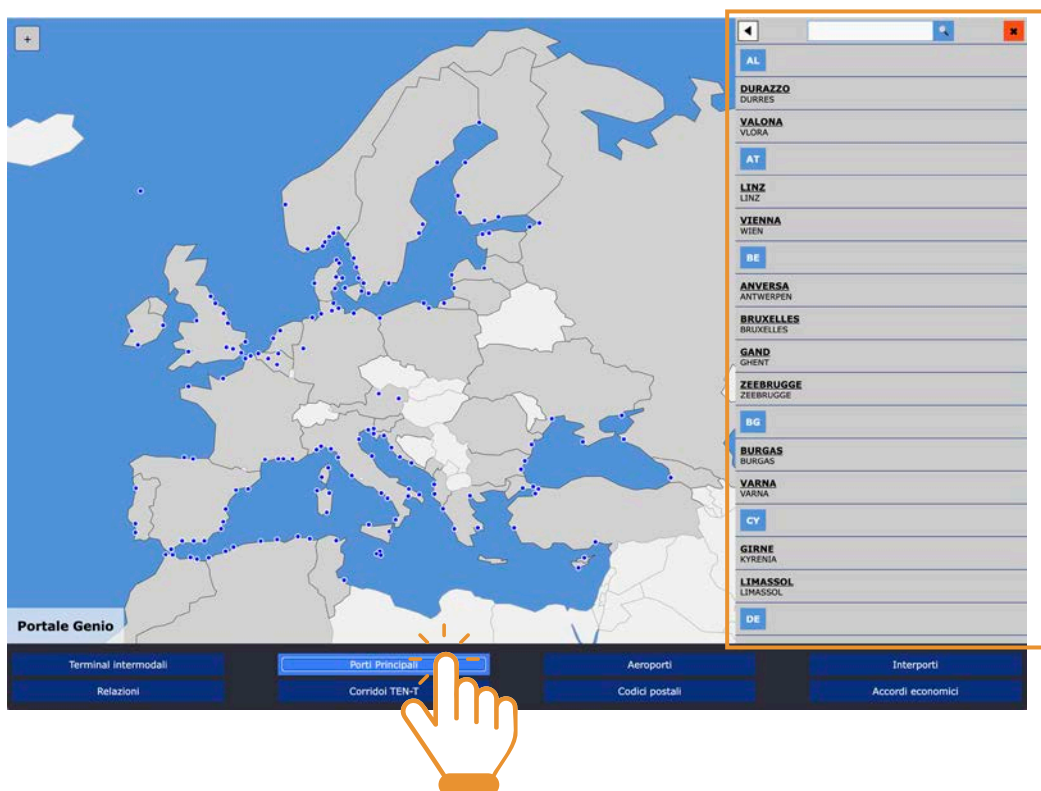 +
AL
DURAZZO
DURRES
VALONA
VLORA
AT
LINZ
LINZ
VIENNA
WIEN
BE
ANVERSA
ANTWERPEN
BRUXELLES
BRUXELLES
GAND
GHENT
ZEEBRUGGE
ZEEBRUGGE
BG
BURGAS
BURGAS
VARNA
VARNA
CY
GIRNE
KYRENIA
LIMASSOL
LIMASSOL
DE
Portale Genio
Terminal intermodali Porti Principali Aeroporti Interporti
Relazioni Corridoi TEN-T Codici postali Accordi economici